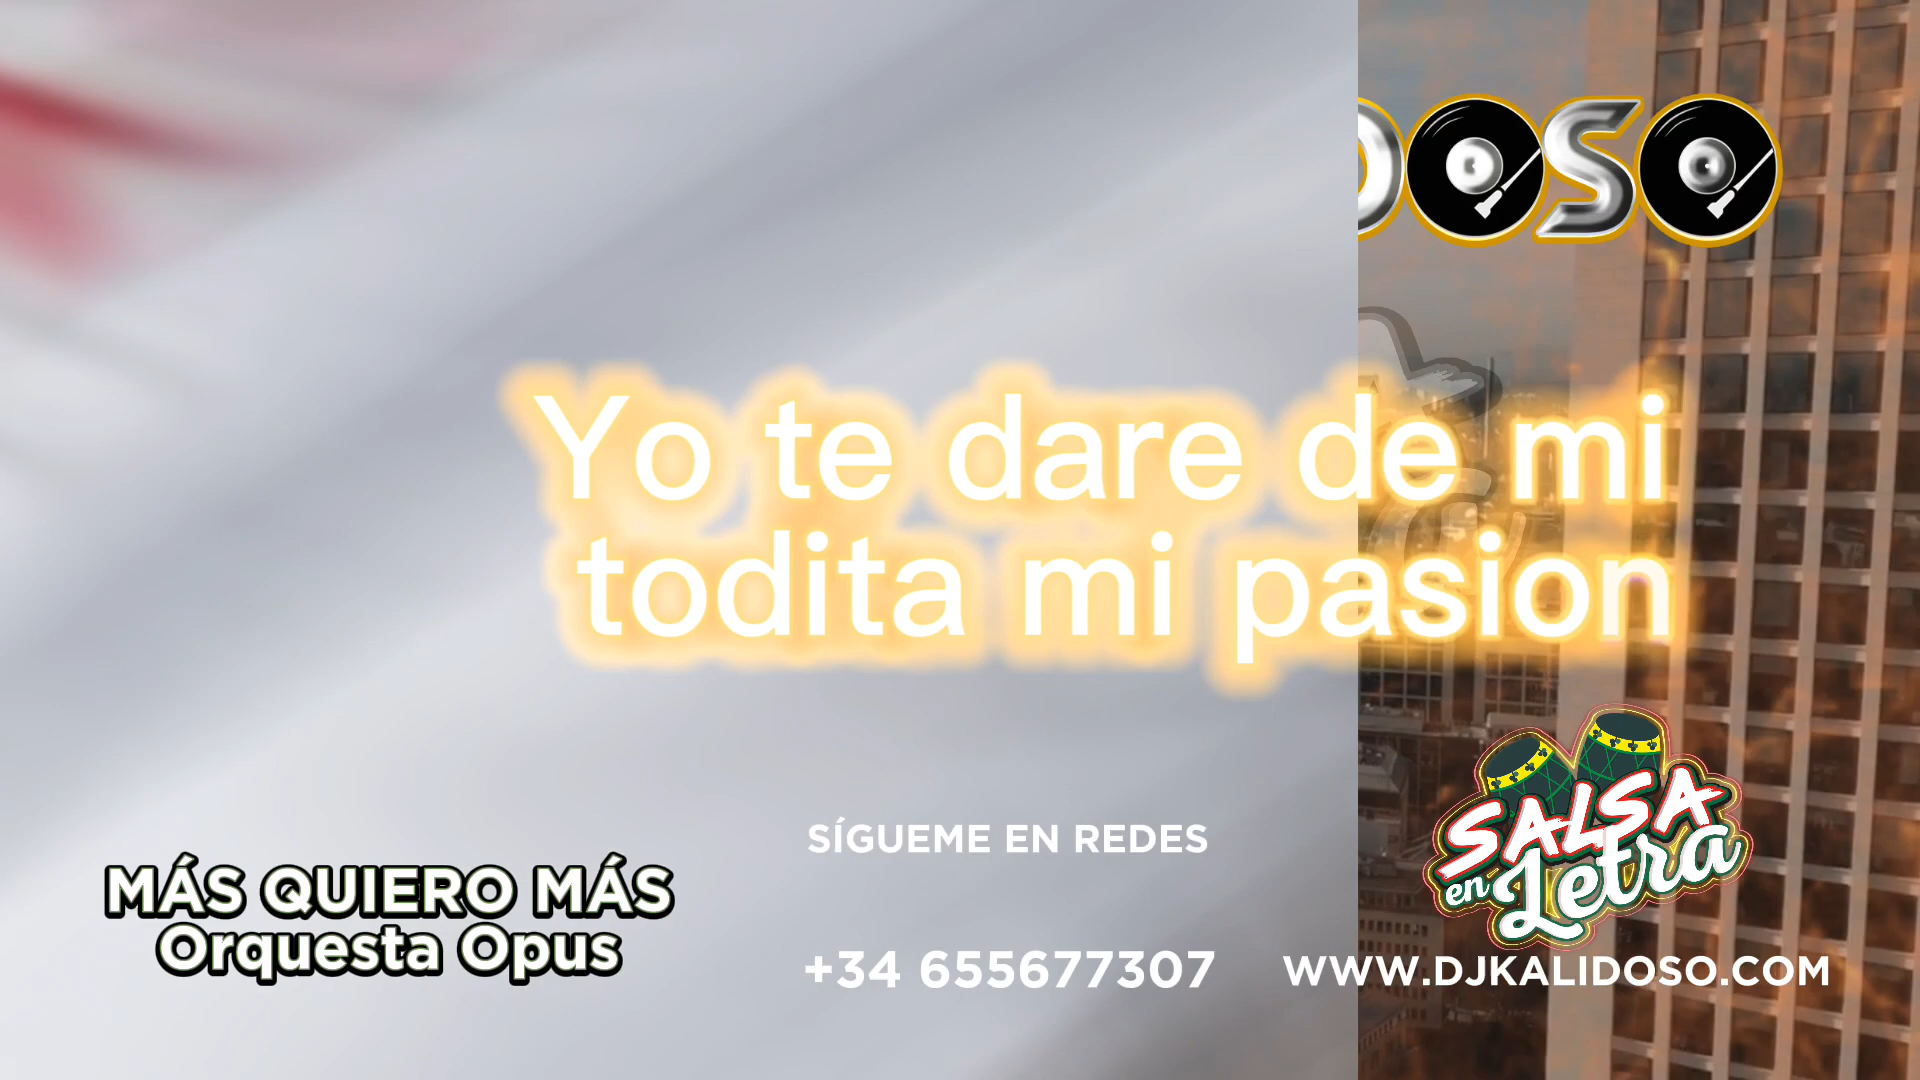 DOSO
Yo te dare de mi
todita mi pasion
SÍGUEME EN REDES
MÁS QUIERO MÁS
Orquesta Opus
SALSA
en Letra
+34 655677307
WWW.DJKALIDOSO.COM